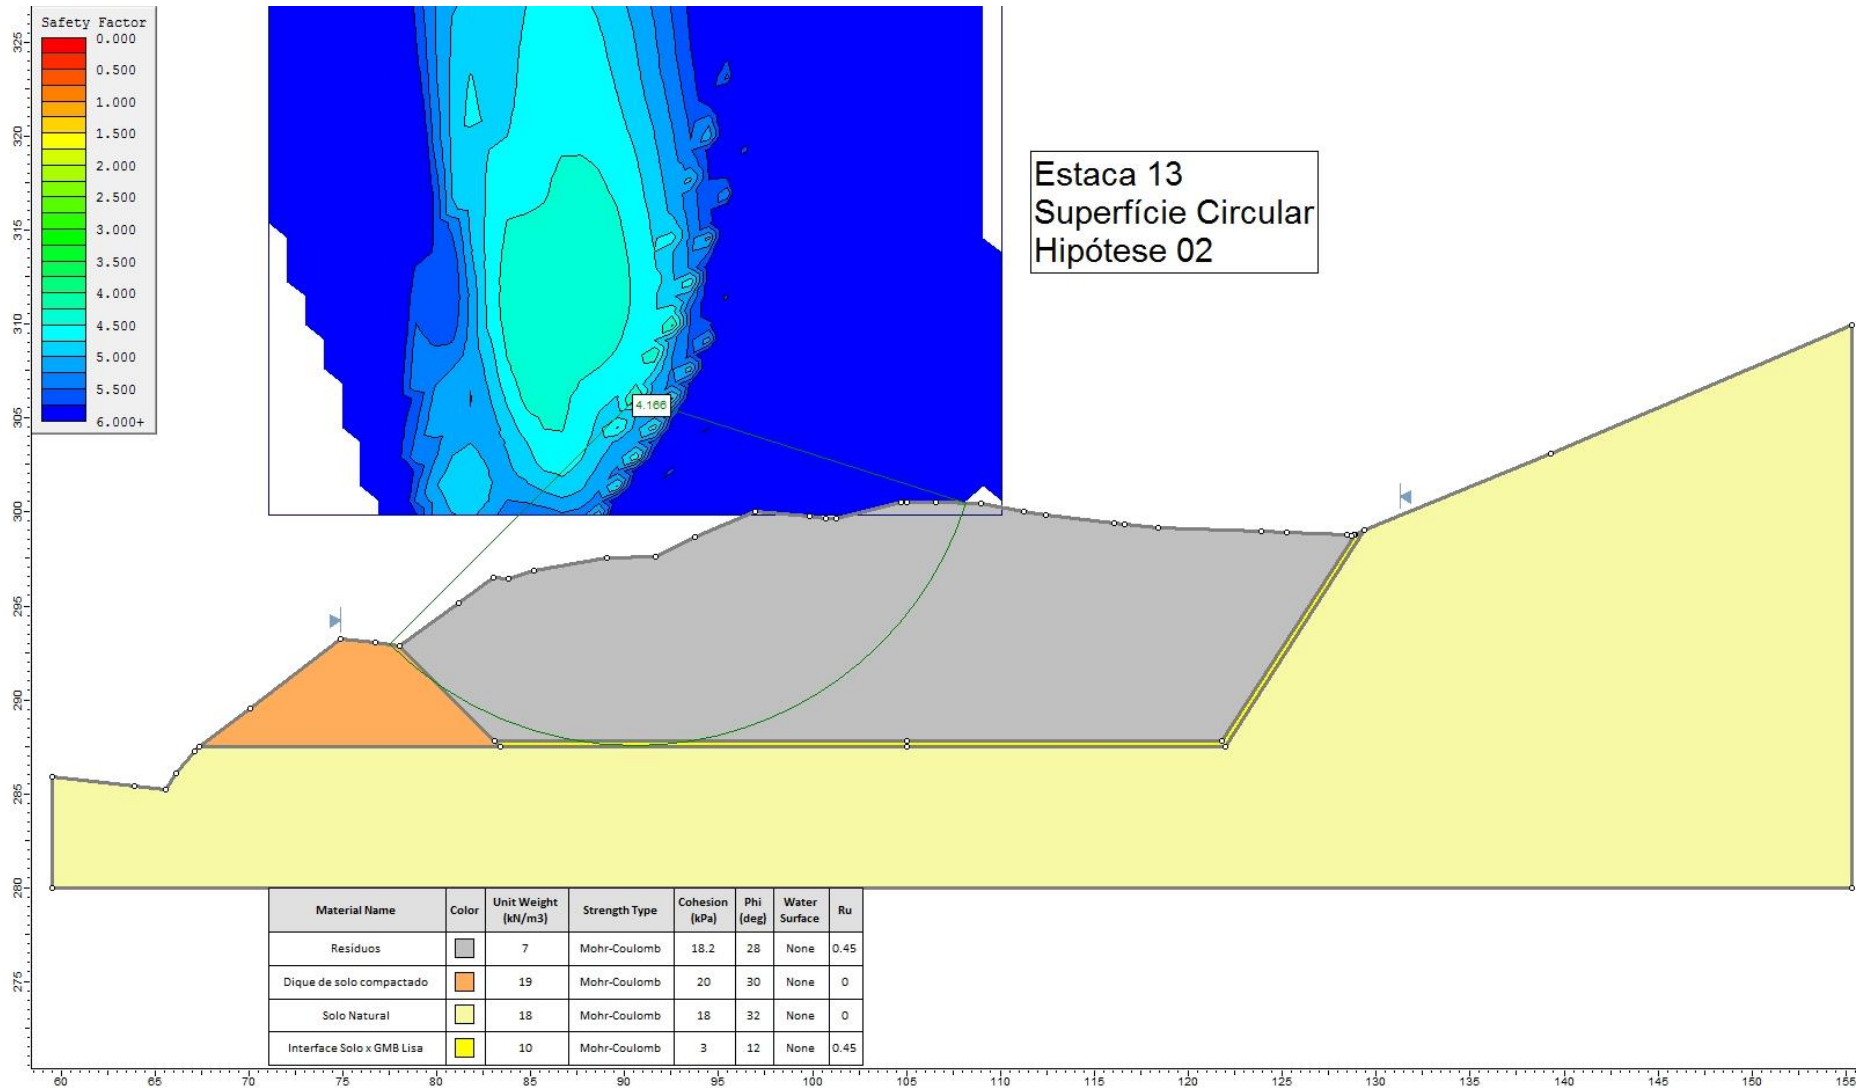 Safety Factor
0.000
0.500
1.000
1.500
2.000
2.500
3.000
3.500
4.000
4.500
5.000
5.500
6.000+
Estaca 13
Superfície Circular
Hipótese 02
4.166
325
320
315
310
305
300
295
290
285
280
275
Material Name Color Unit Weight (kN/m3) Strength Type Cohesion (kPa) Phi (deg) Water Surface Ru
Resíduos 7 Mohr-Coulomb 18.2 28 None 0.45
Dique de solo compactado 19 Mohr-Coulomb 20 30 None 0
Solo Natural 18 Mohr-Coulomb 18 32 None 0
Interface Solo x GMB Lisa 10 Mohr-Coulomb 3 12 None 0.45
60 65 70 75 80 85 90 95 100 105 110 115 120 125 130 135 140 145 150 155